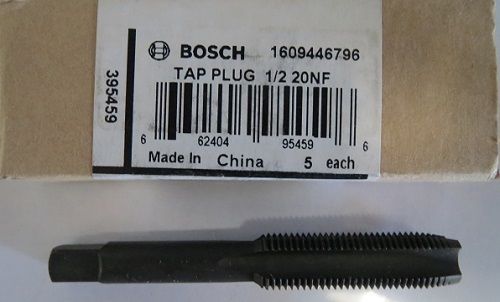 BOSCH 1609446796
TAP PLUG 1/2 20NF
395459
6 62404 95459 6
Made In China 5 each